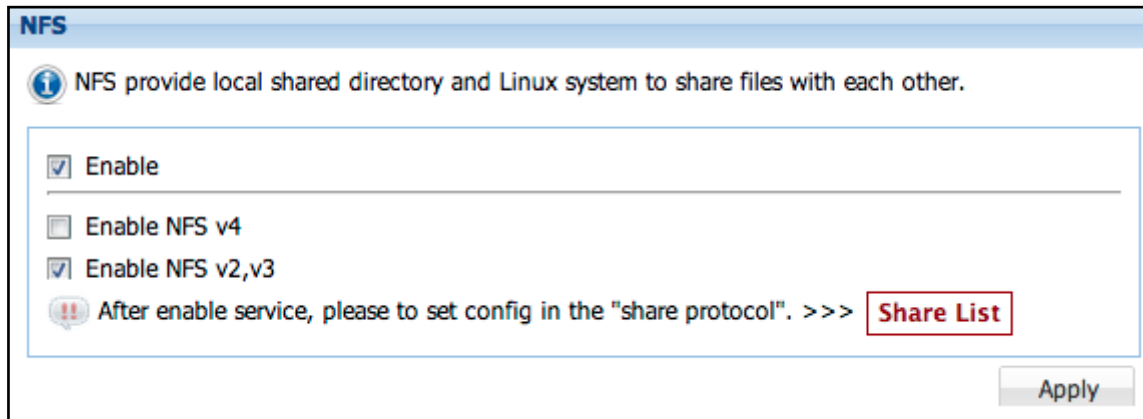 NFS
NFS provide local shared directory and Linux system to share files with each other.
Enable
Enable NFS v4
Enable NFS v2,v3
After enable service, please to set config in the "share protocol". >>> Share List
Apply